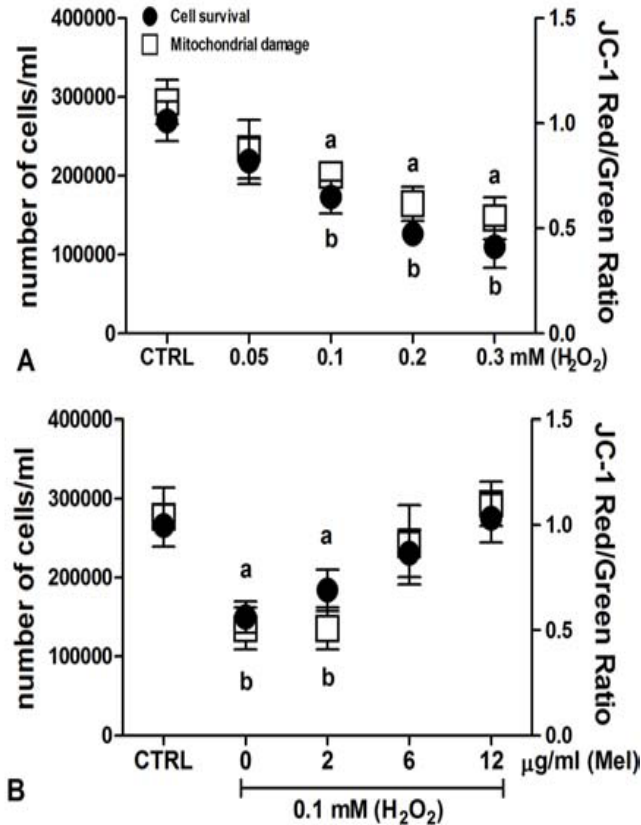 Cell survival
Mitochondrial damage
400000
300000
200000
100000
0
number of cells/ml
1.5
1.0
0.5
0.0
JC-1 Red/Green Ratio
a
a
a
b
b
b
A
CTRL 0.05 0.1 0.2 0.3 mM (H₂O₂)
400000
300000
200000
100000
0
number of cells/ml
1.5
1.0
0.5
0.0
JC-1 Red/Green Ratio
a
a
b
b
CTRL 0 2 6 12 µg/ml (Mel)
B
0.1 mM (H₂O₂)